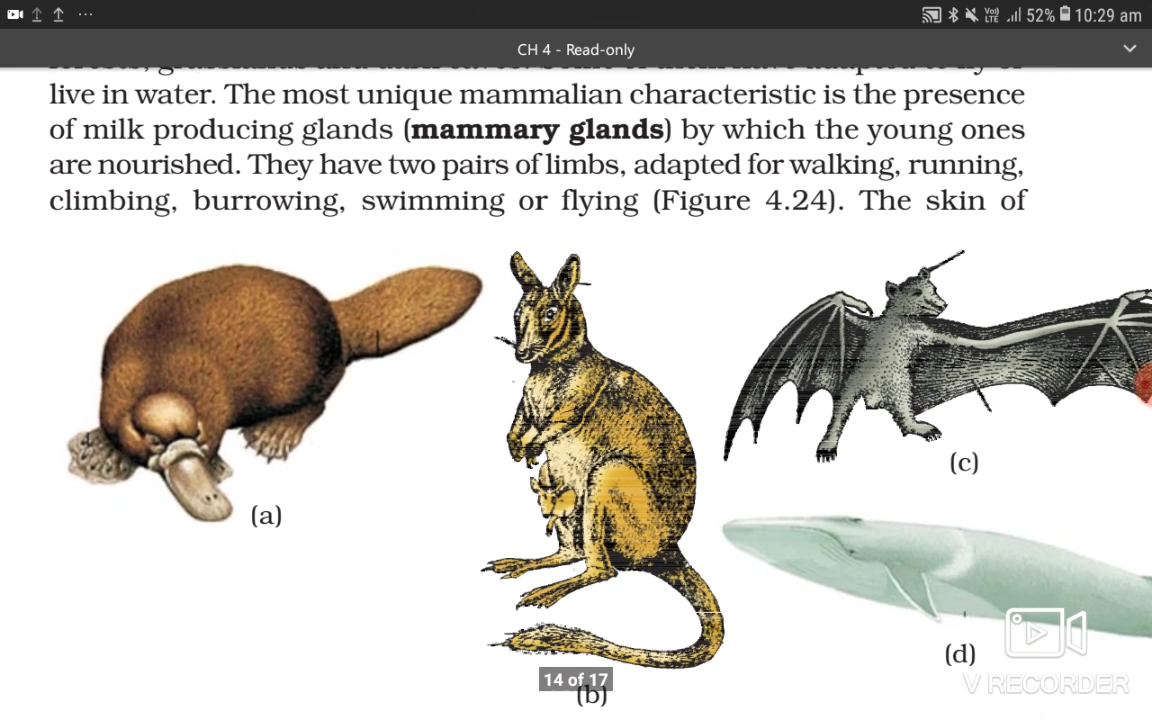 52% 10:29 am
CH 4 - Read-only
live in water. The most unique mammalian characteristic is the presence
of milk producing glands (mammary glands) by which the young ones
are nourished. They have two pairs of limbs, adapted for walking, running,
climbing, burrowing, swimming or flying (Figure 4.24). The skin of
(a)
(c)
(d)
14 of 17
(b)
V RECORDER